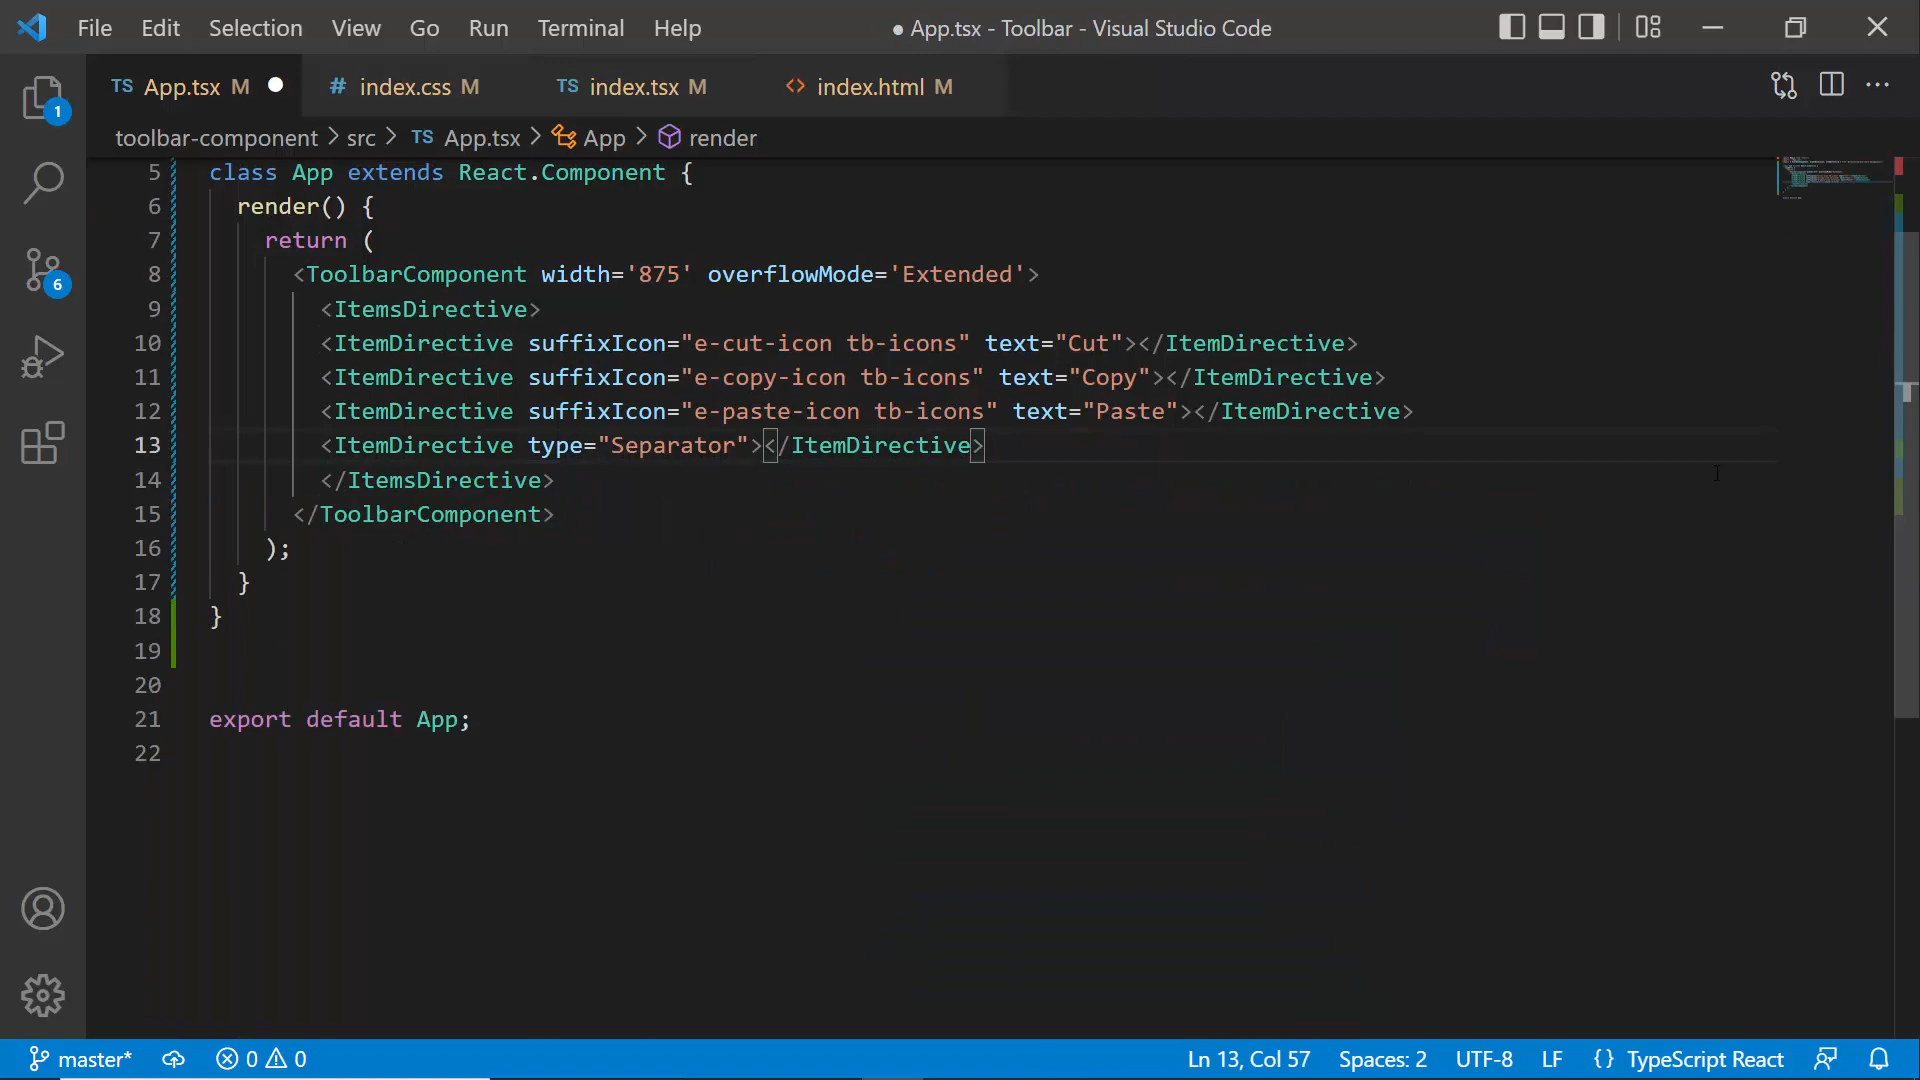 File Edit Selection View Go Run Terminal Help ● App.tsx - Toolbar - Visual Studio Code
TS App.tsx M # index.css M TS index.tsx M <> index.html M
toolbar-component > src > TS App.tsx > App > render
1
6
5 class App extends React.Component {
6 render() {
7 return (
8 <ToolbarComponent width='875' overflowMode='Extended'>
9 <ItemsDirective>
10 <ItemDirective suffixIcon="e-cut-icon tb-icons" text="Cut"></ItemDirective>
11 <ItemDirective suffixIcon="e-copy-icon tb-icons" text="Copy"></ItemDirective>
12 <ItemDirective suffixIcon="e-paste-icon tb-icons" text="Paste"></ItemDirective>
13 <ItemDirective type="Separator"></ItemDirective>
14 </ItemsDirective>
15 </ToolbarComponent>
16 );
17 }
18 }
19
20
21 export default App;
22
master* 0 0 Ln 13, Col 57 Spaces: 2 UTF-8 LF {} TypeScript React